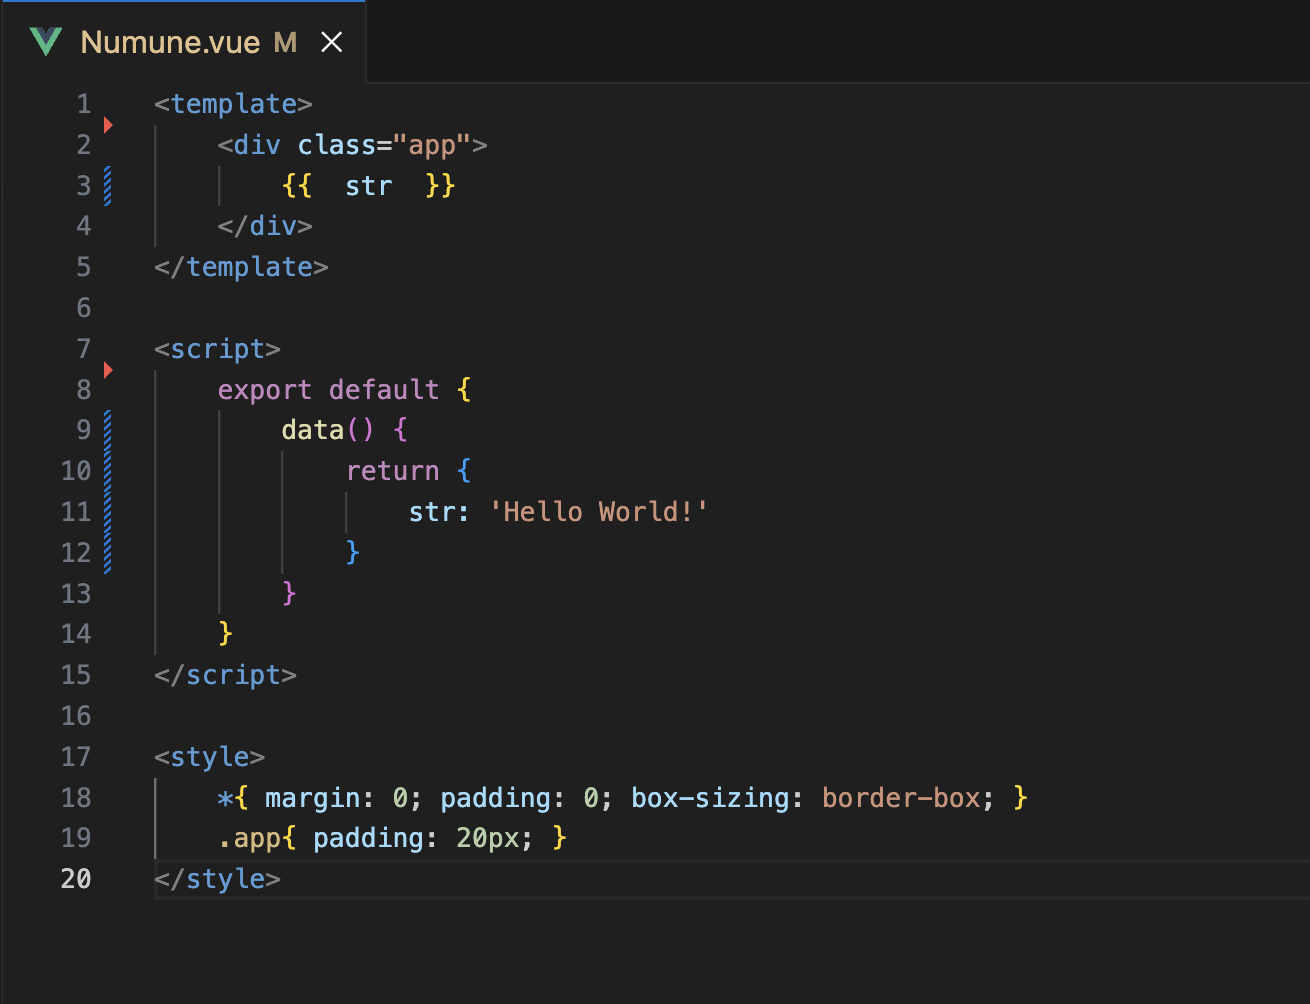 Numune.vue M
1 <template>
2     <div class="app">
3         {{  str  }}
4     </div>
5 </template>
6
7 <script>
8     export default {
9         data() {
10             return {
11                 str: 'Hello World!'
12             }
13         }
14     }
15 </script>
16
17 <style>
18     *{ margin: 0; padding: 0; box-sizing: border-box; }
19     .app{ padding: 20px; }
20 </style>